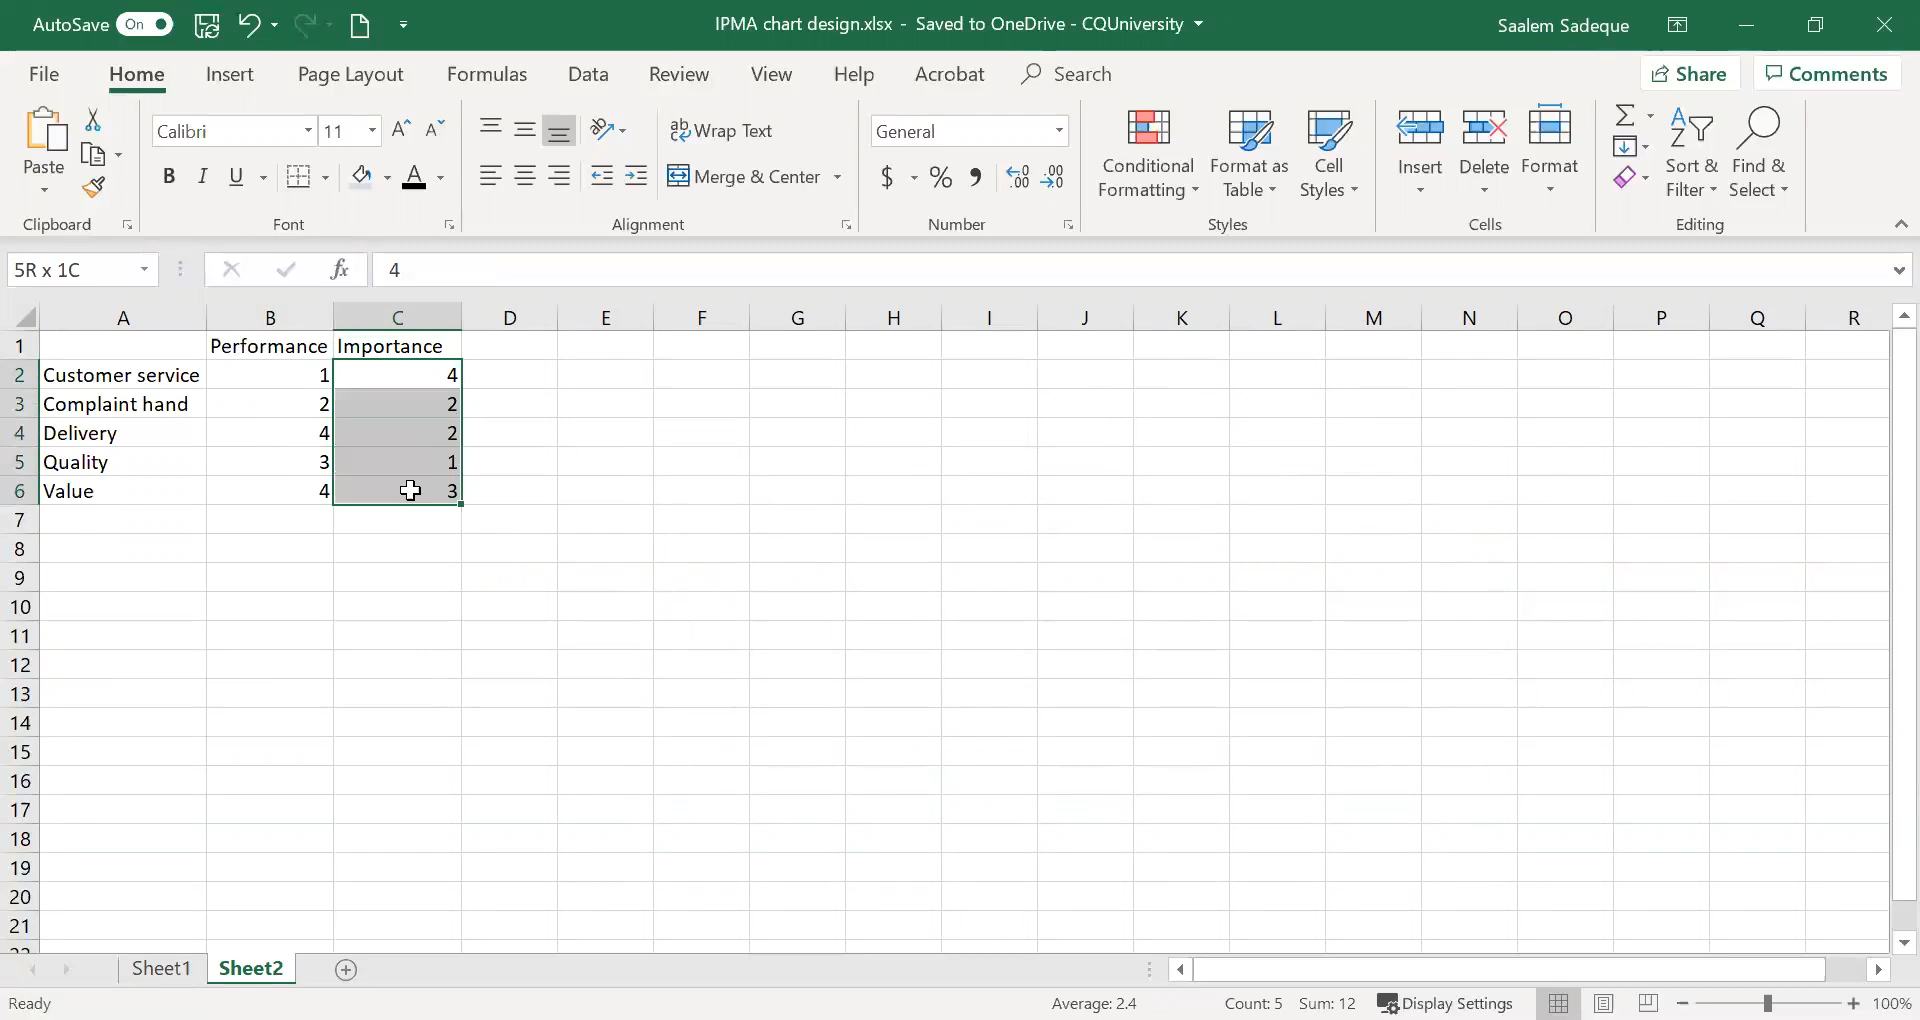 AutoSave On IPMA chart design.xlsx - Saved to OneDrive - CQUniversity Saalem Sadeque
File Home Insert Page Layout Formulas Data Review View Help Acrobat Search Share Comments
Paste Calibri 11 Wrap Text General Conditional Formatting Format as Table Cell Styles Insert Delete Format Sort & Filter Find & Select
B I U A Merge & Center $ % 9 .00 .00
Clipboard Font Alignment Number Styles Cells Editing
5R x 1C fx 4
A B C D E F G H I J K L M N O P Q R
1 Performance Importance
2 Customer service 1 4
3 Complaint hand 2 2
4 Delivery 4 2
5 Quality 3 1
6 Value 4 3
7
8
9
10
11
12
13
14
15
16
17
18
19
20
21
Sheet1 Sheet2
Ready Average: 2.4 Count: 5 Sum: 12 Display Settings 100%